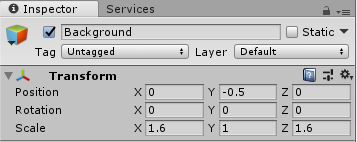 Inspector Services
Background Static
Tag Untagged Layer Default
Transform
Position X 0 Y -0.5 Z 0
Rotation X 0 Y 0 Z 0
Scale X 1.6 Y 1 Z 1.6